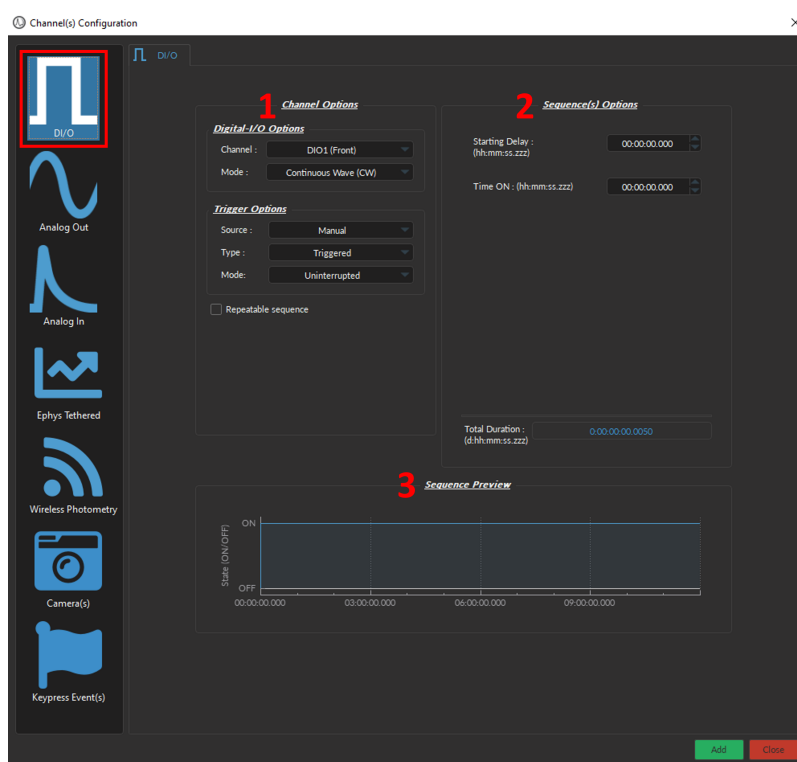 Channel(s) Configuration
DI/O
DI/O
Analog Out
Analog In
Ephys Tethered
Wireless Photometry
Camera(s)
Keypress Event(s)
1
Channel Options
Digital-I/O Options
Channel : DIO1 (Front)
Mode : Continuous Wave (CW)
Trigger Options
Source : Manual
Type : Triggered
Mode: Uninterrupted
Repeatable sequence
2
Sequence(s) Options
Starting Delay : 00:00:00.000
(hh:mm:ss.zzz)
Time ON : (hh:mm:ss.zzz) 00:00:00.000
Total Duration : 0:00:00:00.0050
(d:hh:mm:ss.zzz)
3
Sequence Preview
State (ON/OFF)
ON
OFF
00:00:00.000 03:00:00.000 06:00:00.000 09:00:00.000
Add Close